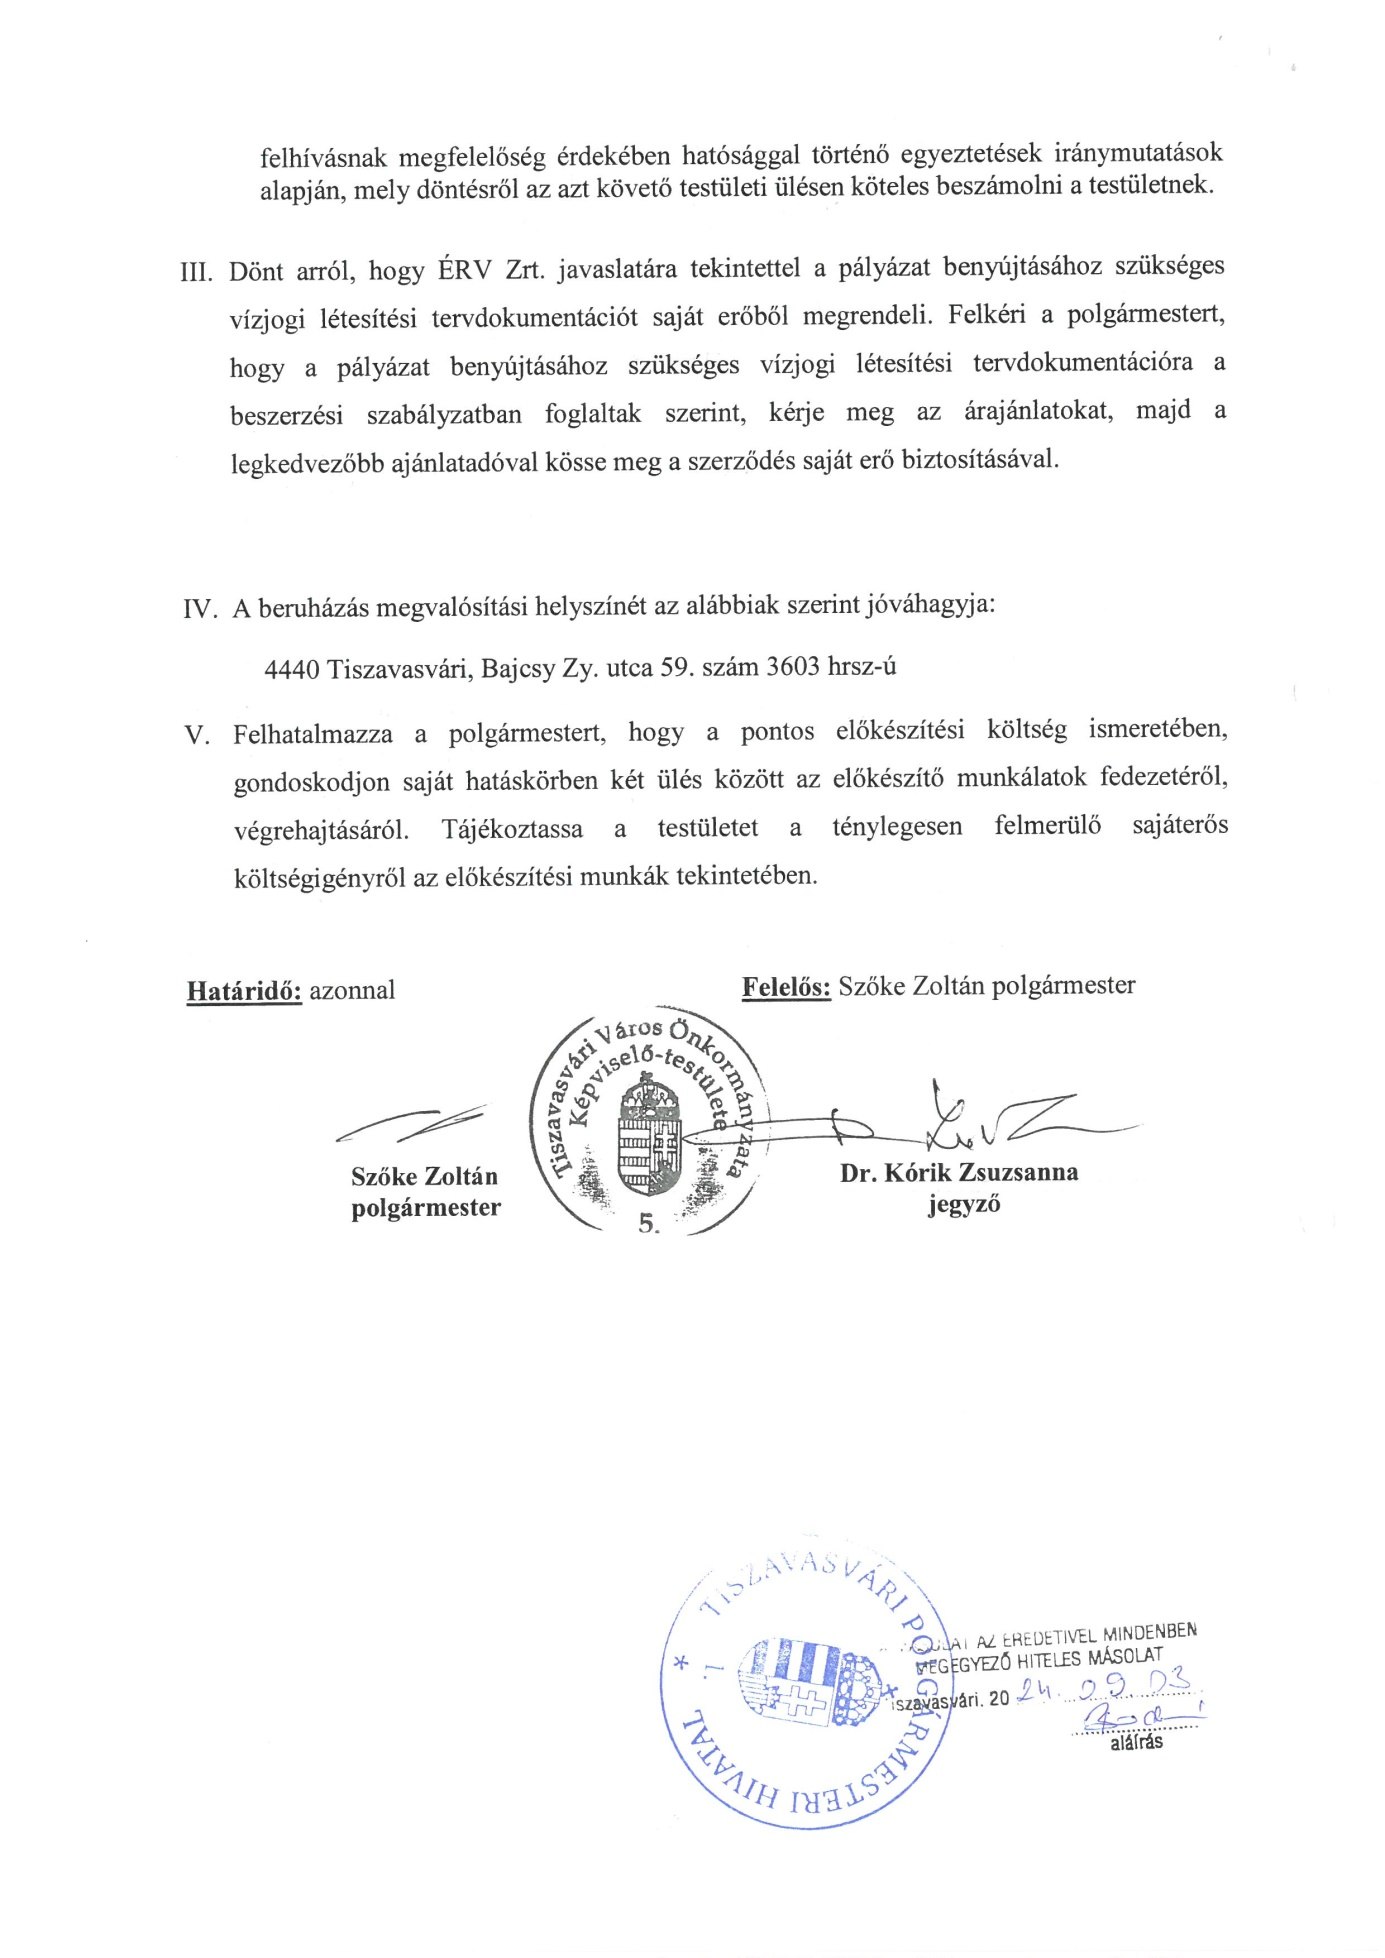 felhívásnak megfelelőség érdekében hatósággal történő egyeztetések iránymutatások
alapján, mely döntésről az azt követő testületi ülésen köteles beszámolni a testületnek.
III. Dönt arról, hogy ÉRV Zrt. javaslatára tekintettel a pályázat benyújtásához szükséges
vízjogi létesítési tervdokumentációt saját erőből megrendeli. Felkéri a polgármestert,
hogy a pályázat benyújtásához szükséges vízjogi létesítési tervdokumentációra a
beszerzési szabályzatban foglaltak szerint, kérje meg az árajánlatokat, majd a
legkedvezőbb ajánlatadóval kösse meg a szerződés saját erő biztosításával.
IV. A beruházás megvalósítási helyszínét az alábbiak szerint jóváhagyja:
4440 Tiszavasvári, Bajcsy Zy. utca 59. szám 3603 hrsz-ú
V. Felhatalmazza a polgármestert, hogy a pontos előkészítési költség ismeretében,
gondoskodjon saját hatáskörben két ülés között az előkészítő munkálatok fedezetéről,
végrehajtásáról. Tájékoztassa a testületet a ténylegesen felmerülő sajáterős
költségigényről az előkészítési munkák tekintetében.
Határidő: azonnal
Felelős: Szőke Zoltán polgármester
Tiszavasvári Város Önkormányzata
Képviselő-testülete
5.
Szőke Zoltán
polgármester
Dr. Kórik Zsuzsanna
jegyző
TISZAVASVÁRI POLGÁRMESTERI HIVATAL
* 1. *
AZ EREDETIVEL MINDENBEN
MEGEGYEZŐ HITELES MÁSOLAT
iszavasvári. 20 24. 09. 03
aláírás